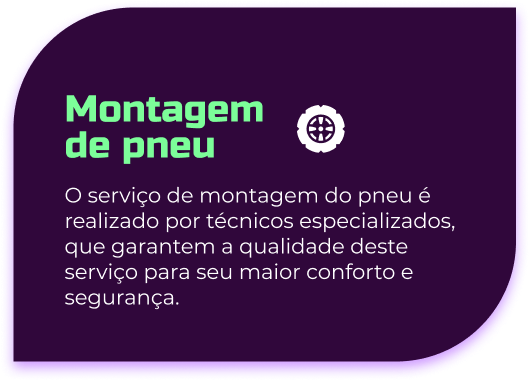 Montagem
de pneu
O serviço de montagem do pneu é
realizado por técnicos especializados,
que garantem a qualidade deste
serviço para seu maior conforto e
segurança.